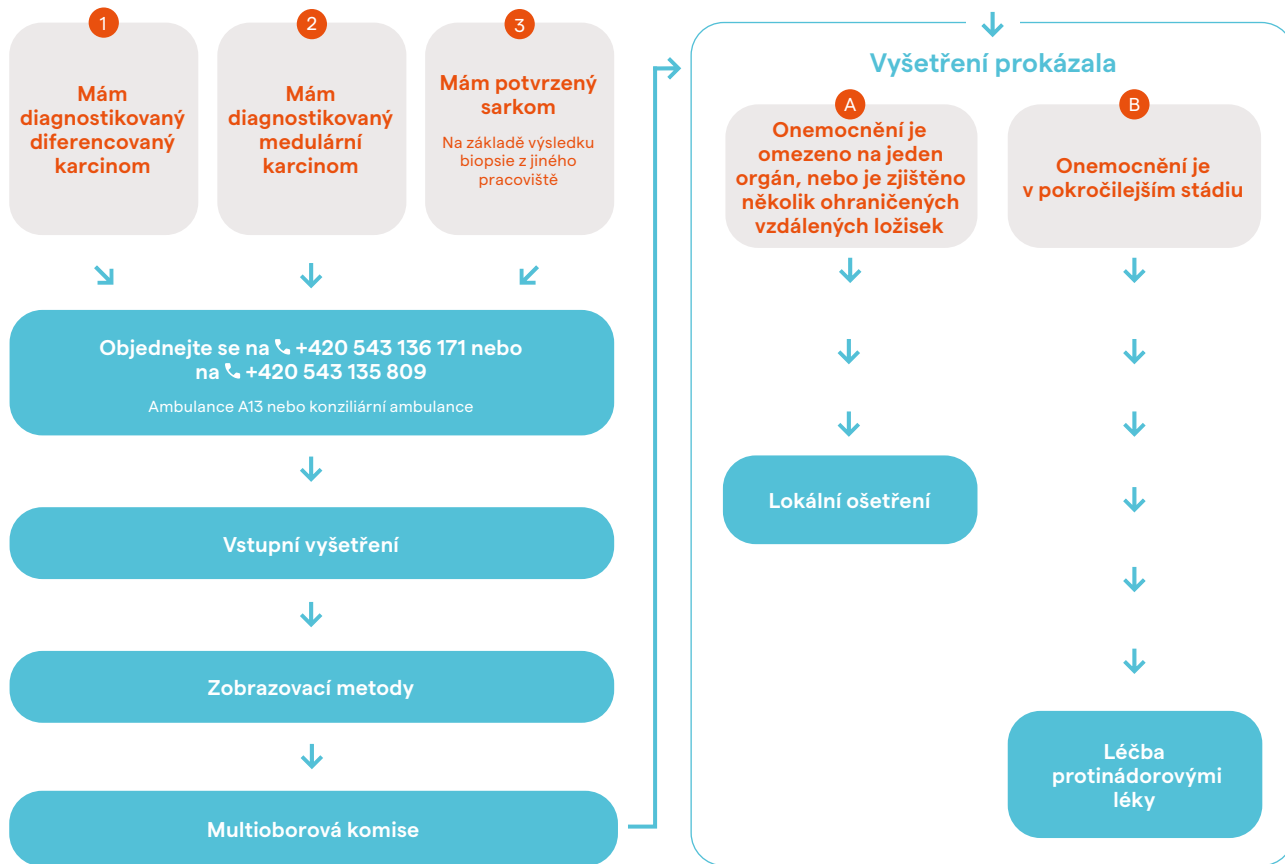 1
Mám
diagnostikovaný
diferencovaný
karcinom
2
Mám
diagnostikovaný
medulární
karcinom
3
Mám potvrzený
sarkom
Na základě výsledku
biopsie z jiného
pracoviště
Objednejte se na +420 543 136 171 nebo
na +420 543 135 809
Ambulance A13 nebo konziliární ambulance
Vstupní vyšetření
Zobrazovací metody
Multioborová komise
Vyšetření prokázala
A
Onemocnění je
omezeno na jeden
orgán, nebo je zjištěno
několik ohraničených
vzdálených ložisek
B
Onemocnění je
v pokročilejším stádiu
Lokální ošetření
Léčba
protinádorovými
léky